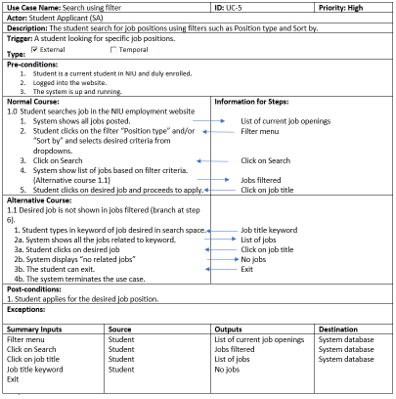 Use Case Name: Search using filter ID: UC-5 Priority: High
Actor: Student Applicant (SA)
Description: The student search for job positions using filters such as Position type and Sort by.
Trigger: A student looking for specific job positions.
Type: External Temporal
Pre-conditions:
1. Student is a current student in NIU and duly enrolled.
2. Logged into the website.
3. The system is up and running.
Normal Course: Information for Steps:
1.0 Student searches job in the NIU employment website
1. System shows all jobs posted. List of current job openings
2. Student clicks on the filter "Position type" and/or Filter menu
"Sort by" and selects desired criteria from
dropdowns.
3. Click on Search Click on Search
4. System show list of jobs based on filter criteria.
(Alternative course 1.1) Jobs filtered
5. Student clicks on desired job and proceeds to apply. Click on job title
Alternative Course:
1.1 Desired job is not shown in jobs filtered (branch at step
6).
1. Student types in keyword of job desired in search space. Job title keyword
2a. System shows all the jobs related to keyword. List of jobs
3a. Student clicks on desired job Click on job title
2b. System displays "no related jobs" No jobs
3b. The student can exit. Exit
4b. The system terminates the use case.
Post-conditions:
1. Student applies for the desired job position.
Exceptions:
Summary Inputs Source Outputs Destination
Filter menu Student List of current job openings System database
Click on Search Student Jobs filtered System database
Click on job title Student List of jobs System database
Job title keyword Student No jobs
Exit